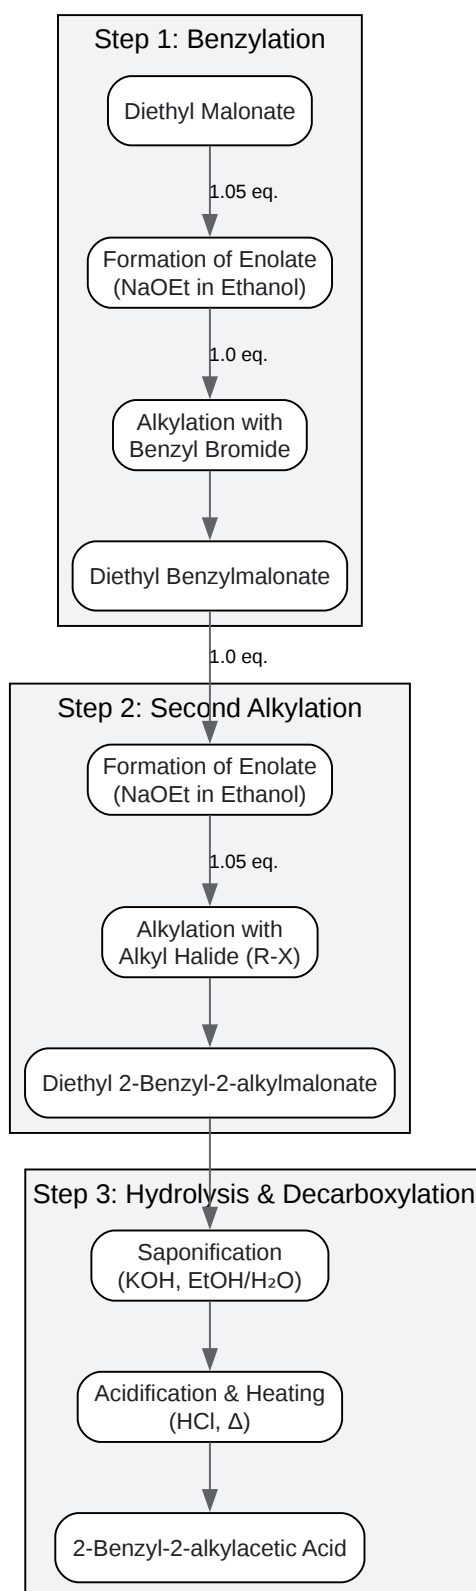 Step 1: Benzylation
Diethyl Malonate
1.05 eq.
Formation of Enolate
(NaOEt in Ethanol)
1.0 eq.
Alkylation with
Benzyl Bromide
Diethyl Benzylmalonate
1.0 eq.
Step 2: Second Alkylation
Formation of Enolate
(NaOEt in Ethanol)
1.05 eq.
Alkylation with
Alkyl Halide (R-X)
Diethyl 2-Benzyl-2-alkylmalonate
Step 3: Hydrolysis & Decarboxylation
Saponification
(KOH, EtOH/H₂O)
Acidification & Heating
(HCl, Δ)
2-Benzyl-2-alkylacetic Acid